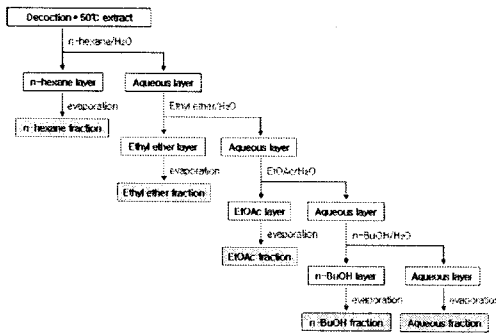 Decoction • 50℃ extract
n-hexane/H2O
n-hexane layer
Aqueous layer
evaporation
Ethyl ether/H2O
n-hexane fraction
Ethyl ether layer
Aqueous layer
evaporation
EtOAc/H2O
Ethyl ether fraction
EtOAc layer
Aqueous layer
evaporation
n-BuOH/H2O
EtOAc fraction
n-BuOH layer
Aqueous layer
evaporation
evaporation
n-BuOH fraction
Aqueous fraction